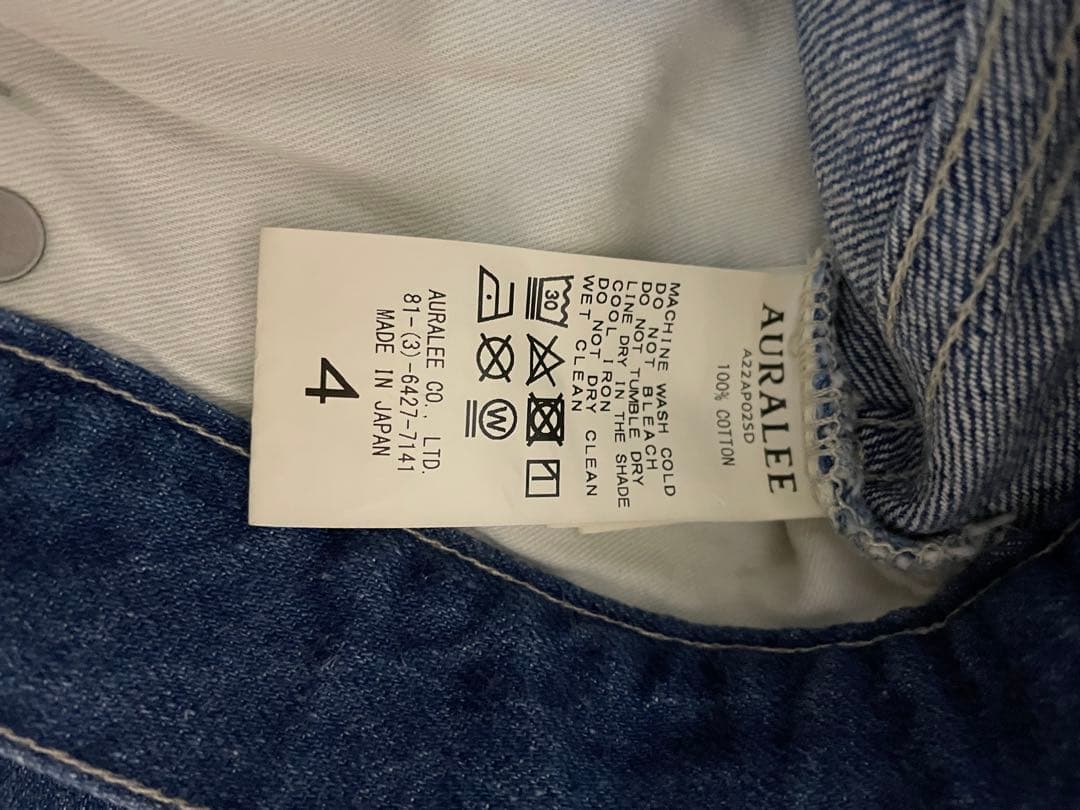 AURALEE
A22AP02SD
100% COTTON
MACHINE WASH COLD
DO NOT BLEACH
DO NOT TUMBLE DRY
LINE DRY IN THE SHADE
COOL IRON
DO NOT DRY CLEAN
WET CLEAN
30
W
AURALEE CO., LTD.
81-(3)-6427-7141
MADE IN JAPAN
4